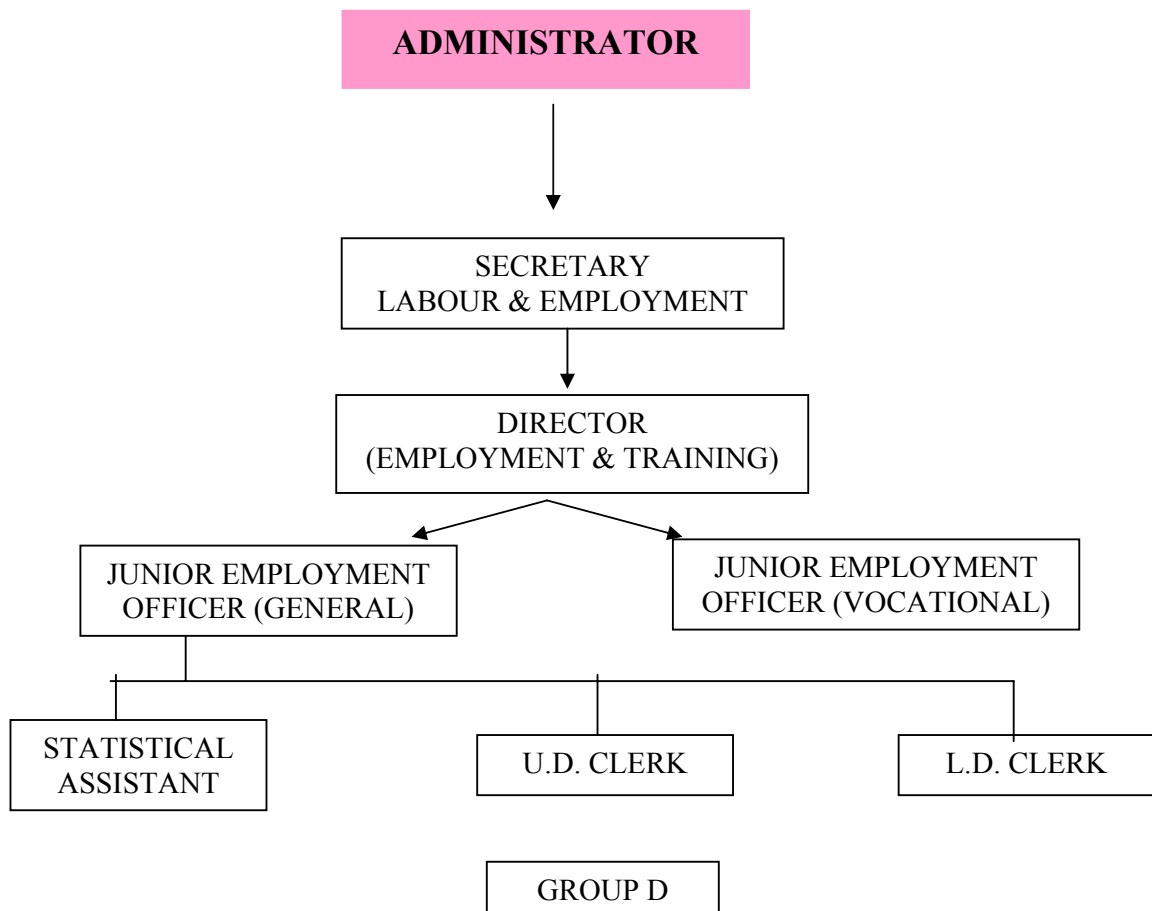 ADMINISTRATOR
SECRETARY
LABOUR & EMPLOYMENT
DIRECTOR
(EMPLOYMENT & TRAINING)
JUNIOR EMPLOYMENT
OFFICER (GENERAL)
JUNIOR EMPLOYMENT
OFFICER (VOCATIONAL)
STATISTICAL
ASSISTANT
U.D. CLERK
L.D. CLERK
GROUP D